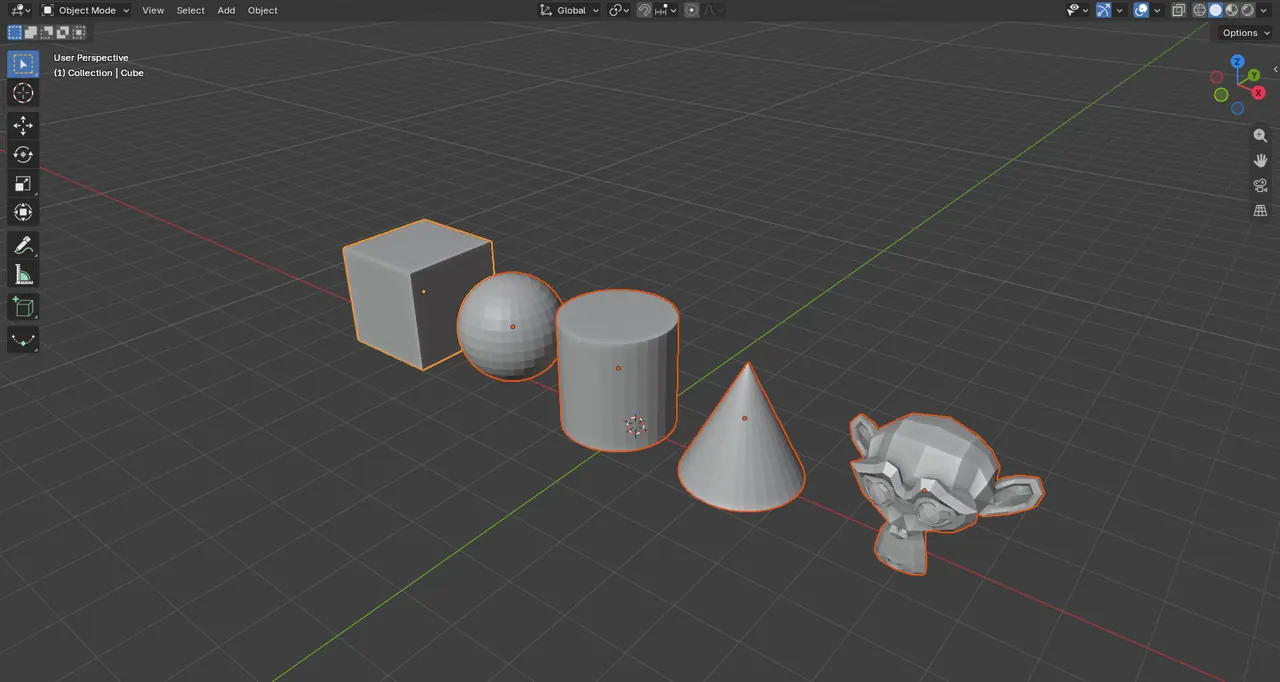 Object Mode View Select Add Object Global
Options
User Perspective
(1) Collection | Cube
Z
Y
X